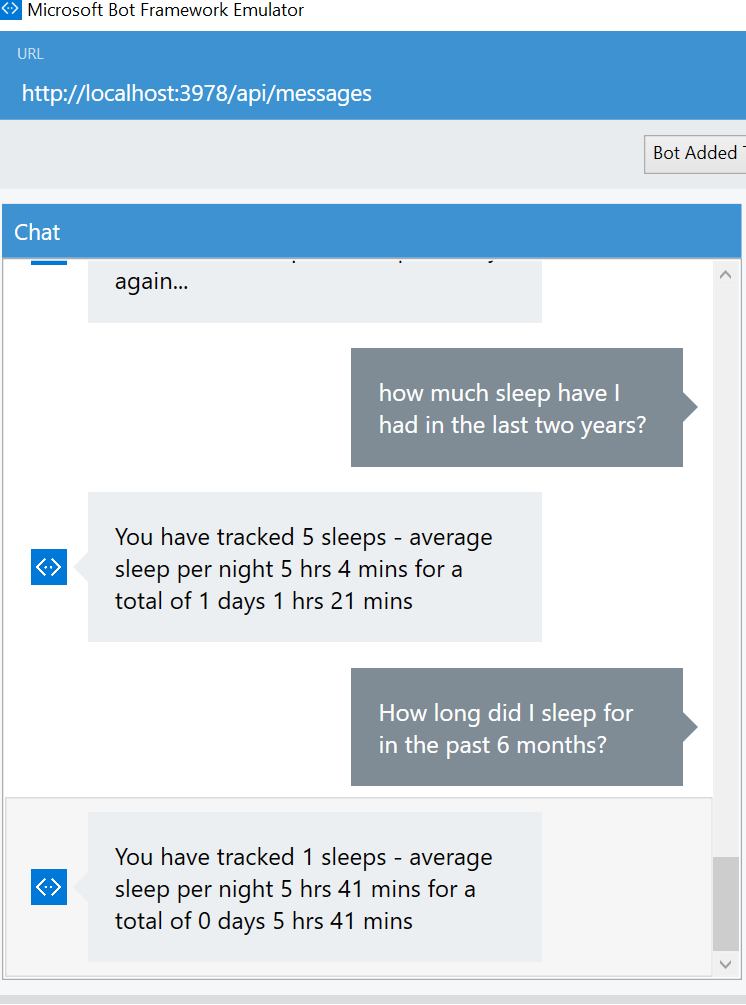 Microsoft Bot Framework Emulator
URL
http://localhost:3978/api/messages
Bot Added
Chat
again...
how much sleep have I
had in the last two years?
You have tracked 5 sleeps - average
sleep per night 5 hrs 4 mins for a
total of 1 days 1 hrs 21 mins
How long did I sleep for
in the past 6 months?
You have tracked 1 sleeps - average
sleep per night 5 hrs 41 mins for a
total of 0 days 5 hrs 41 mins